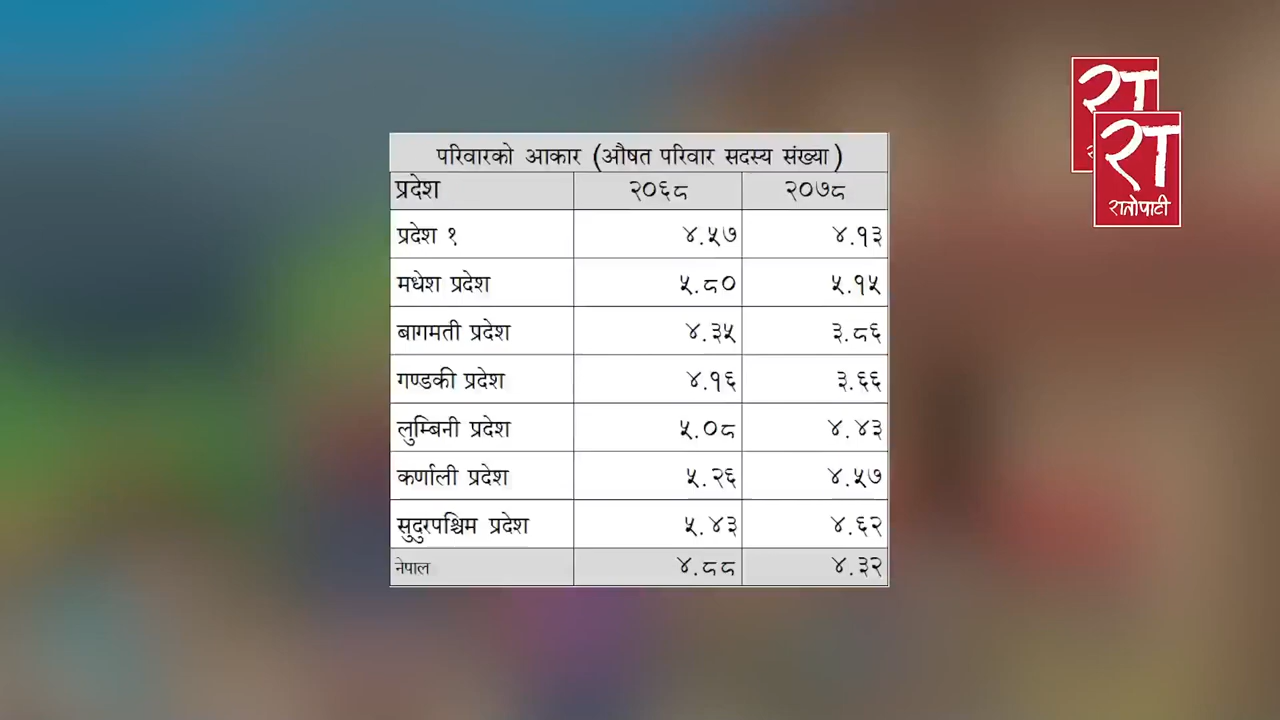 परिवारको आकार (औषत परिवार सदस्य संख्या)
प्रदेश २०६८ २०७८
प्रदेश १ ४.५७ ४.१३
मधेश प्रदेश ५.८० ५.१५
बागमती प्रदेश ४.३५ ३.८६
गण्डकी प्रदेश ४.१६ ३.६६
लुम्बिनी प्रदेश ५.०८ ४.४३
कर्णाली प्रदेश ५.२६ ४.५७
सुदुरपश्चिम प्रदेश ५.४३ ४.६२
नेपाल ४.८८ ४.३२
रा
रा
रातोपाटी